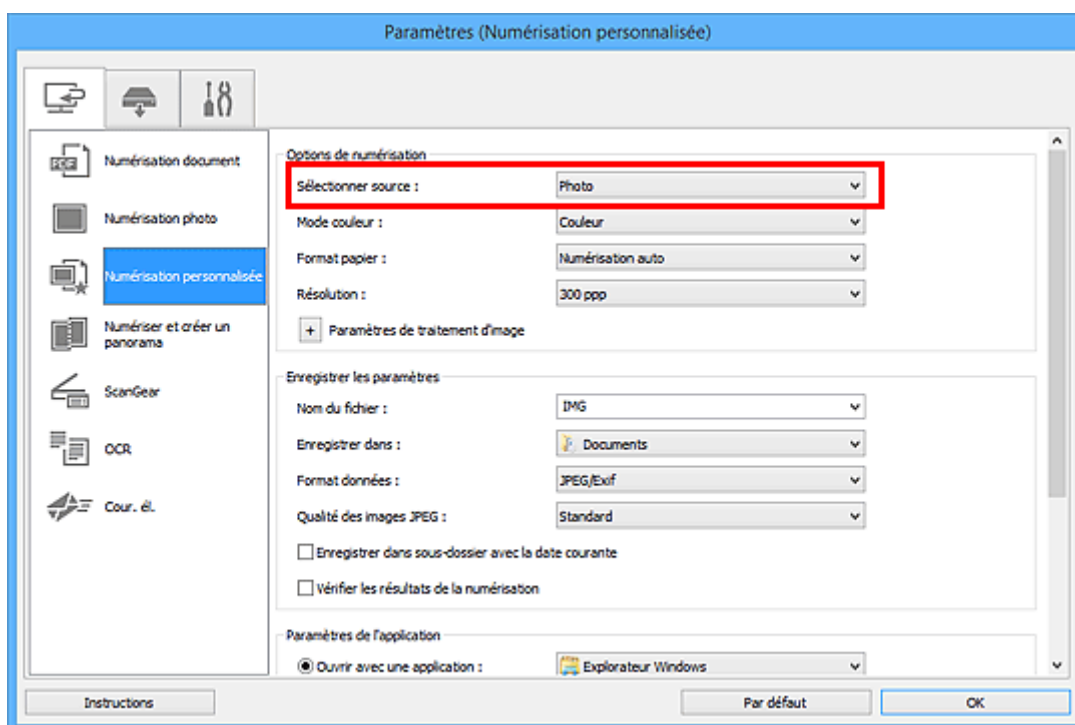 Paramètres (Numérisation personnalisée)
PDF
Numérisation document
Numérisation photo
Numérisation personnalisée
Numériser et créer un
panorama
ScanGear
OCR
Cour. él.
Options de numérisation
Sélectionner source : Photo
Mode couleur : Couleur
Format papier : Numérisation auto
Résolution : 300 ppp
+ Paramètres de traitement d'image
Enregistrer les paramètres
Nom du fichier : IMG
Enregistrer dans : Documents
Format données : JPEG/Exif
Qualité des images JPEG : Standard
Enregistrer dans sous-dossier avec la date courante
Vérifier les résultats de la numérisation
Paramètres de l'application
Ouvrir avec une application : Explorateur Windows
Instructions Par défaut OK